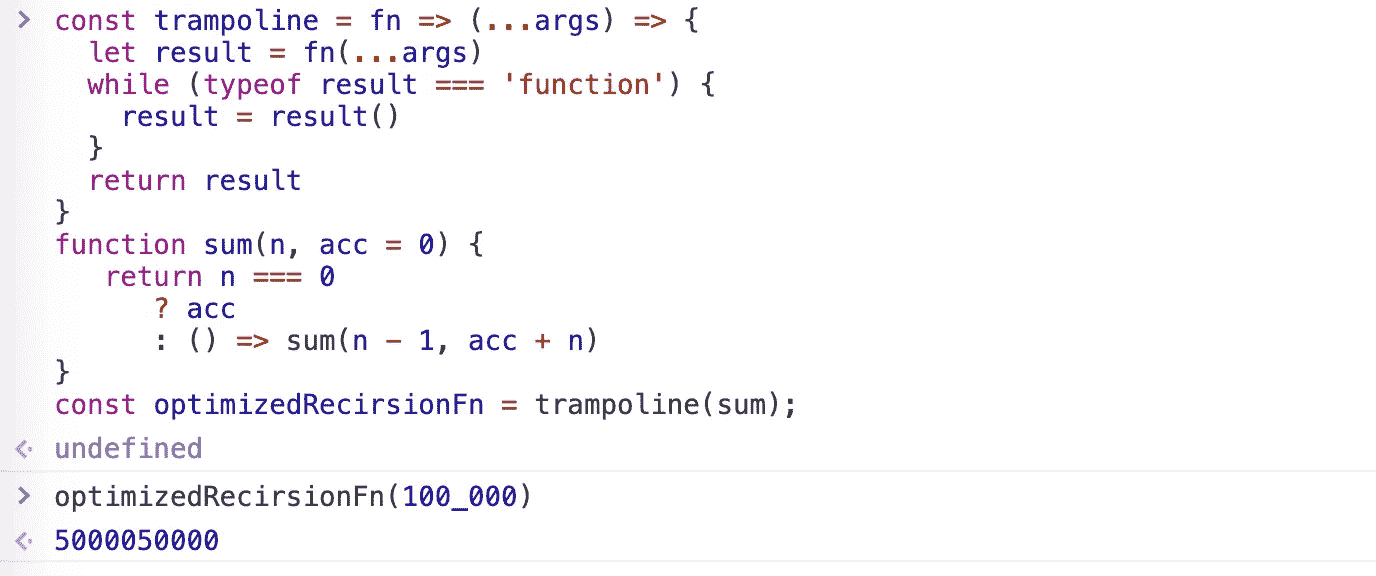 > const trampoline = fn => (...args) => {
let result = fn(...args)
while (typeof result === 'function') {
result = result()
}
return result
}
function sum(n, acc = 0) {
return n === 0
? acc
: () => sum(n - 1, acc + n)
}
const optimizedRecirsionFn = trampoline(sum);
undefined
> optimizedRecirsionFn(100_000)
5000050000